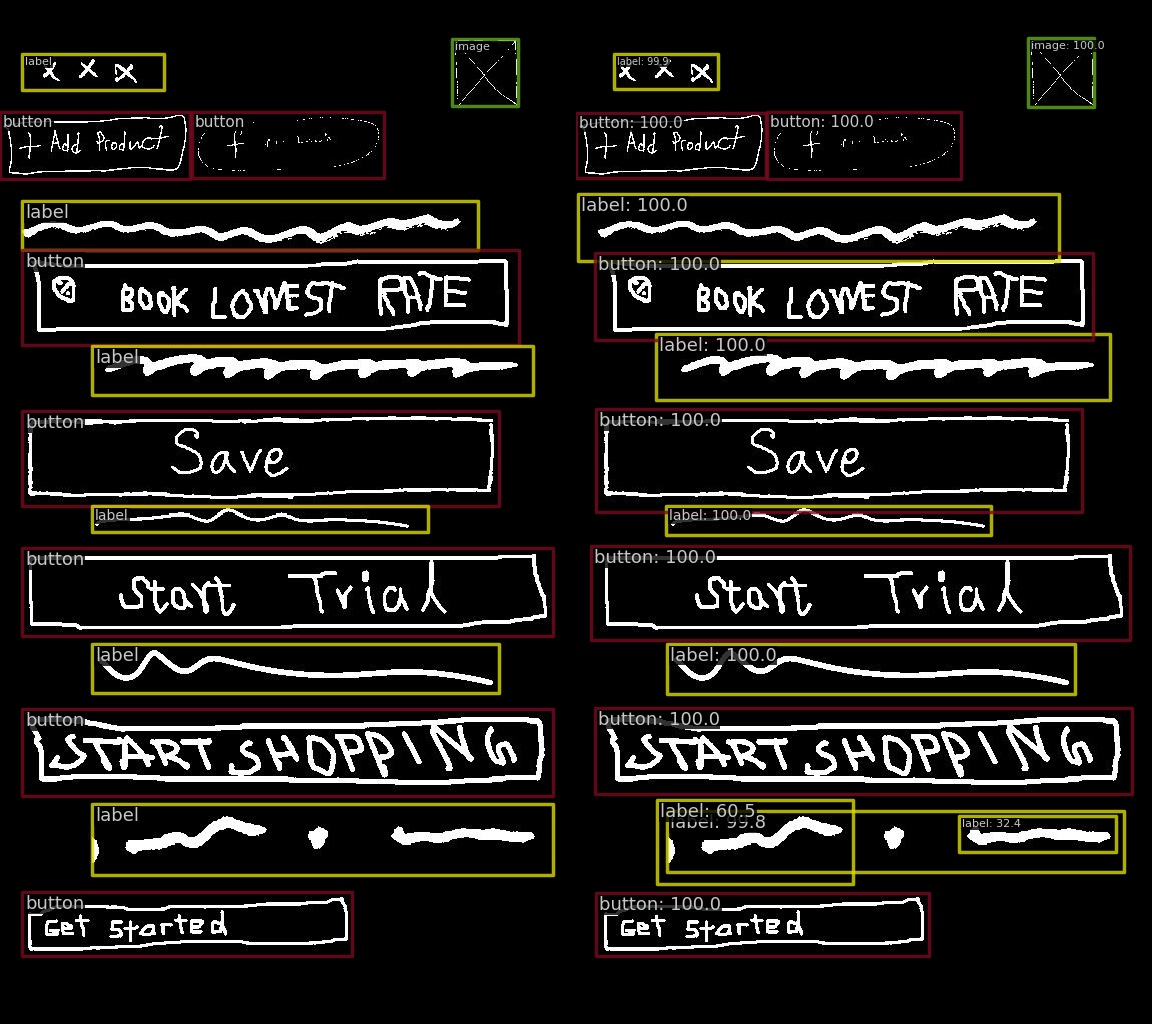 label label: 99.9
image image: 100.0
x x x x x x
button button button: 100.0 button: 100.0
+ Add Product + + Add Product +
label label: 100.0
button button: 100.0
% BOOK LOWEST RATE % BOOK LOWEST RATE
label label: 100.0
button button: 100.0
Save Save
label label: 100.0
button button: 100.0
Start Trial Start Trial
label label: 100.0
button button: 100.0
START SHOPPING START SHOPPING
label label: 60.5
label: 99.8 label: 32.4
button button: 100.0
Get Started Get Started